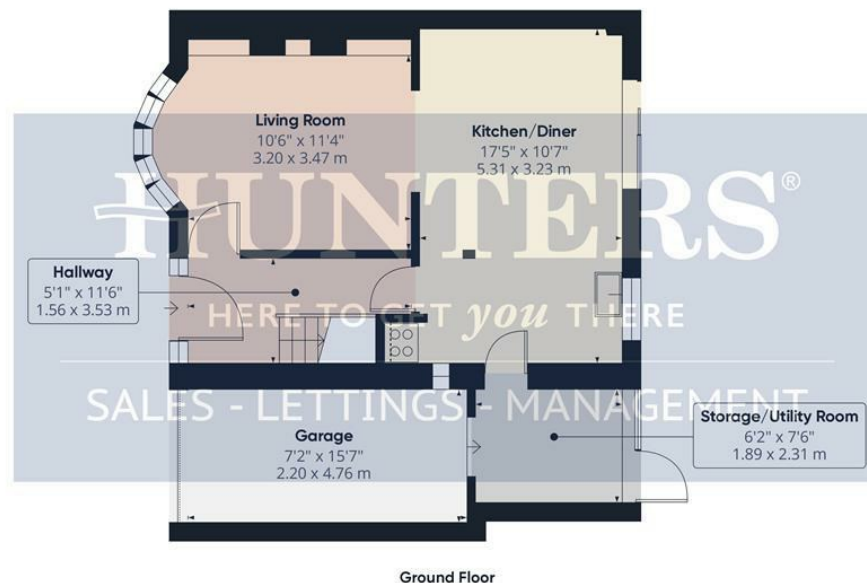 Living Room
10'6" x 11'4"
3.20 x 3.47 m
Kitchen/Diner
17'5" x 10'7"
5.31 x 3.23 m
HUNTERS®
Hallway
5'1" x 11'6"
1.56 x 3.53 m
HERE TO GET you THERE
SALES - LETTINGS - MANAGEMENT
Garage
7'2" x 15'7"
2.20 x 4.76 m
Storage/Utility Room
6'2" x 7'6"
1.89 x 2.31 m
Ground Floor